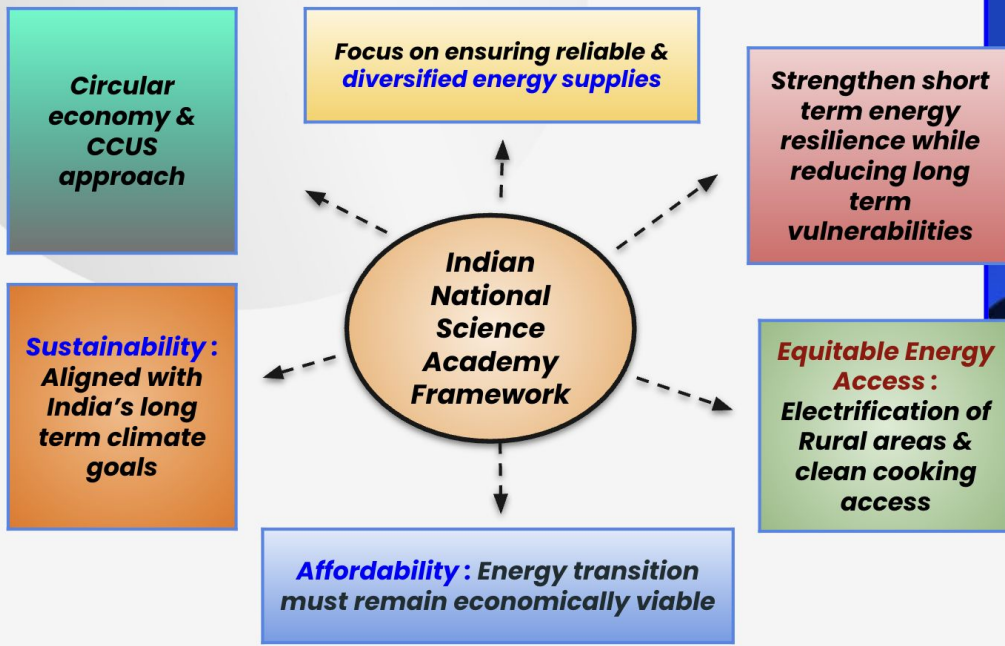 Circular
economy &
CCUS
approach
Focus on ensuring reliable &
diversified energy supplies
Strengthen short
term energy
resilience while
reducing long
term
vulnerabilities
Indian
National
Science
Academy
Framework
Sustainability :
Aligned with
India’s long
term climate
goals
Equitable Energy
Access :
Electrification of
Rural areas &
clean cooking
access
Affordability : Energy transition
must remain economically viable